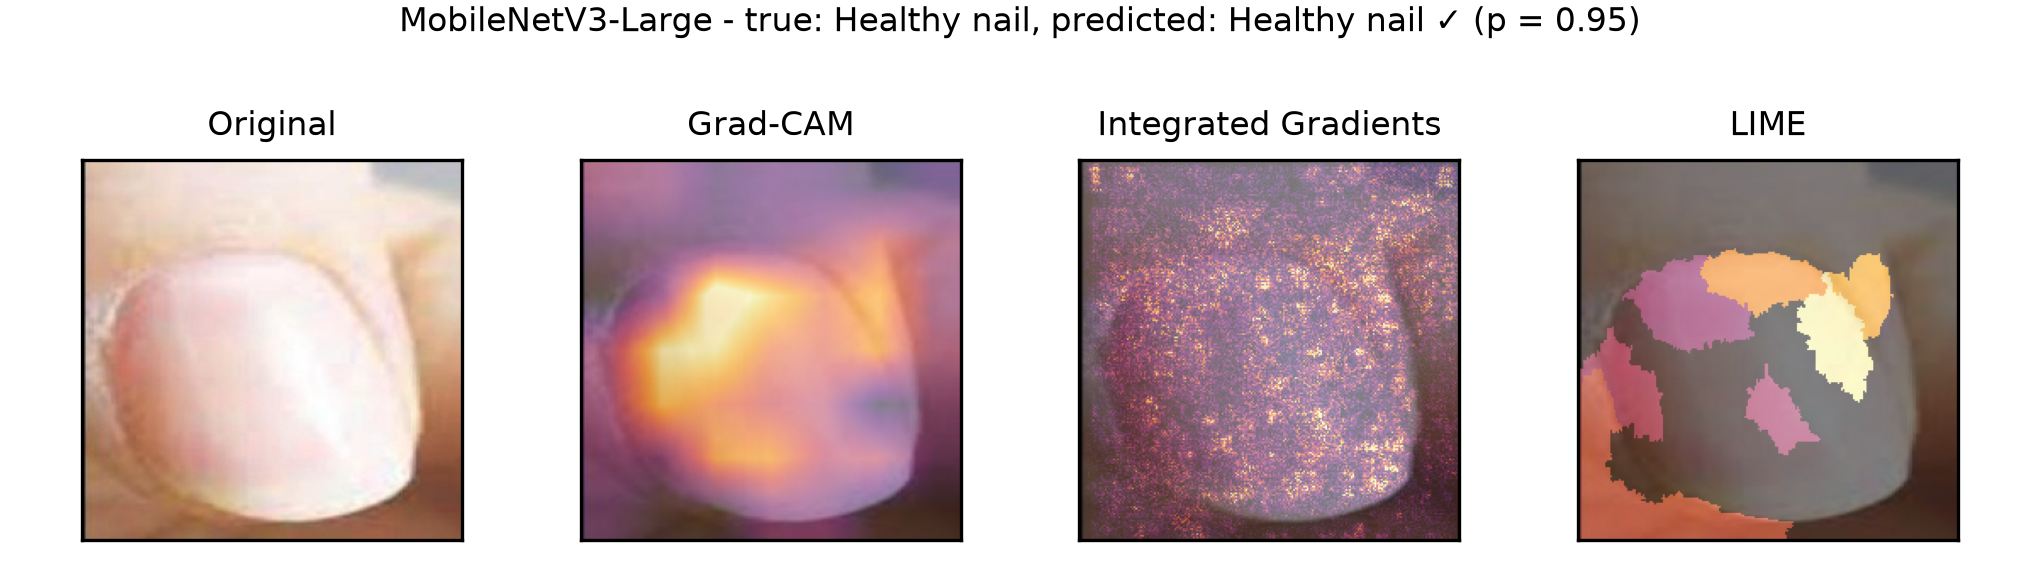 MobileNetV3-Large - true: Healthy nail, predicted: Healthy nail ✓ (p = 0.95)
Original
Grad-CAM
Integrated Gradients
LIME